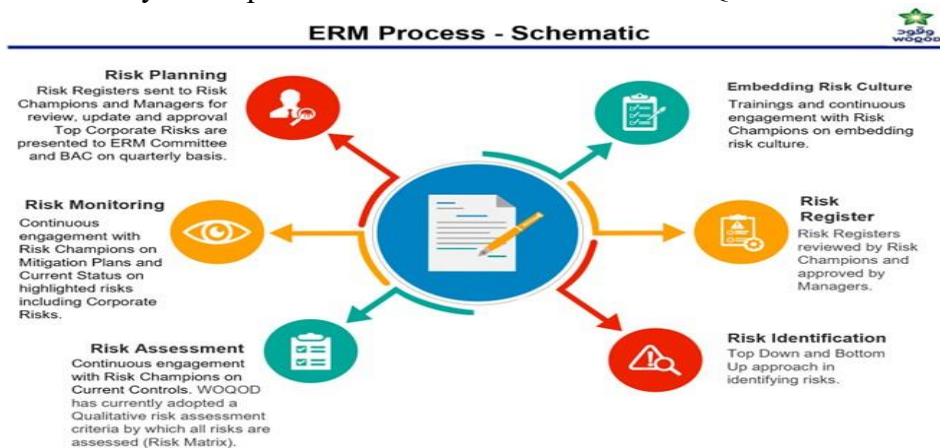 ERM Process - Schematic
وقود
WOQOD
Risk Planning
Risk Registers sent to Risk
Champions and Managers for
review, update and approval
Top Corporate Risks are
presented to ERM Committee
and BAC on quarterly basis.
Embedding Risk Culture
Trainings and continuous
engagement with Risk
Champions on embedding
risk culture.
Risk Monitoring
Continuous
engagement with
Risk Champions on
Mitigation Plans and
Current Status on
highlighted risks
including Corporate
Risks.
Risk
Register
Risk Registers
reviewed by Risk
Champions and
approved by
Managers.
Risk Assessment
Continuous engagement
with Risk Champions on
Current Controls. WOQOD
has currently adopted a
Qualitative risk assessment
criteria by which all risks are
assessed (Risk Matrix).
Risk Identification
Top Down and Bottom
Up approach in
identifying risks.